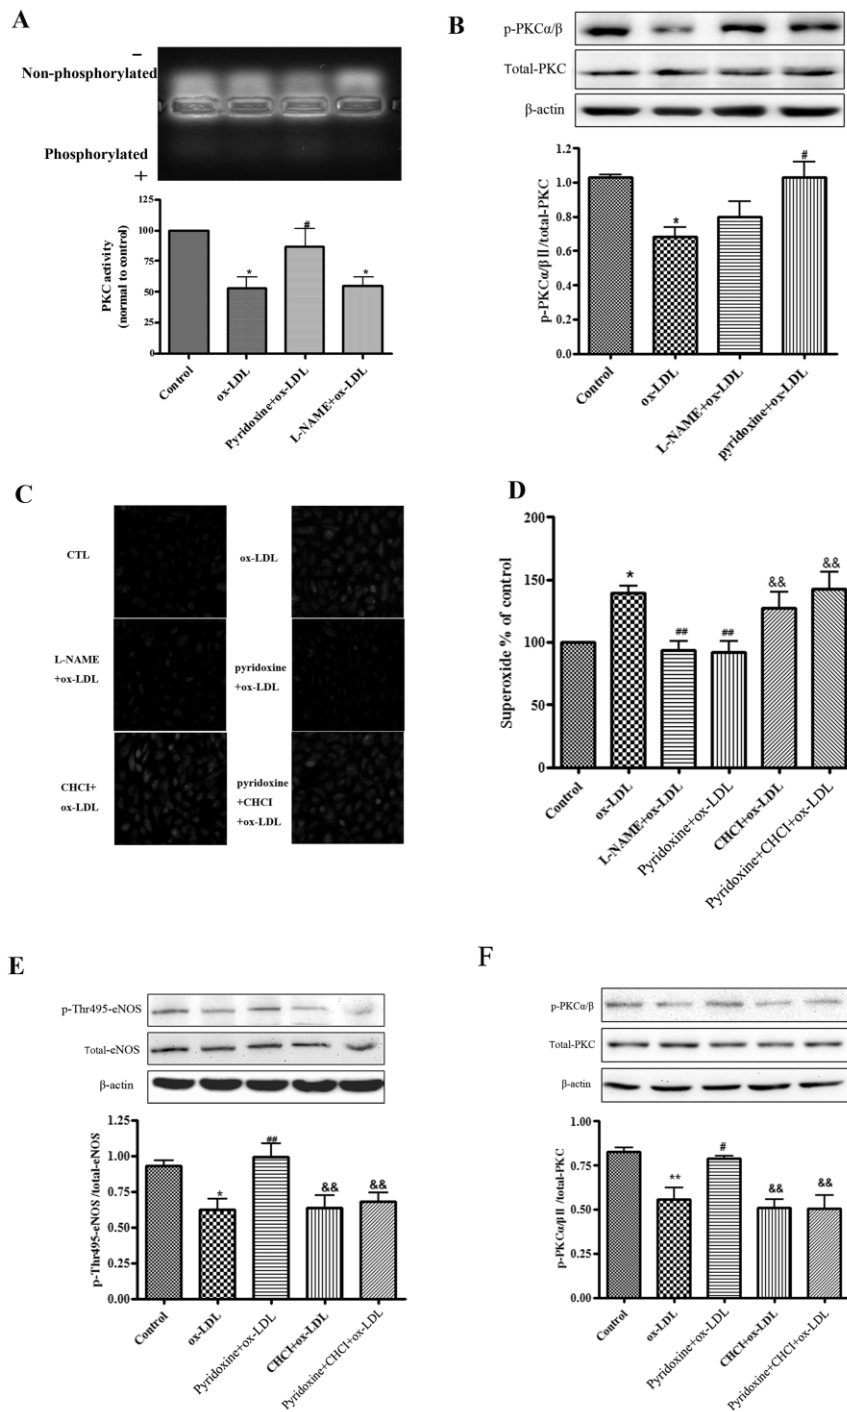 A
−
Non-phosphorylated
Phosphorylated
+
125
100
75
50
25
0
PKC activity
(normal to control)
*
#
*
Control
ox-LDL
Pyridoxine+ox-LDL
L-NAME+ox-LDL
B
p-PKCα/β
Total-PKC
β-actin
1.2
1.0
0.8
0.6
0.4
0.2
0.0
p-PKCα/βⅡ/total-PKC
*
#
Control
ox-LDL
L-NAME+ox-LDL
pyridoxine+ox-LDL
C
CTL
ox-LDL
L-NAME
+ox-LDL
pyridoxine
+ox-LDL
CHCI+
ox-LDL
pyridoxine
+CHCI
+ox-LDL
D
200
150
100
50
0
Superoxide % of control
*
##
##
&&
&&
Control
ox-LDL
L-NAME+ox-LDL
Pyridoxine+ox-LDL
CHCI+ox-LDL
Pyridoxine+CHCI+ox-LDL
E
p-Thr495-eNOS
Total-eNOS
β-actin
1.25
1.00
0.75
0.50
0.25
0.00
p-Thr495-eNOS/total-eNOS
*
##
&&
&&
Control
ox-LDL
Pyridoxine+ox-LDL
CHCI+ox-LDL
Pyridoxine+CHCI+ox-LDL
F
p-PKCα/β
Total-PKC
β-actin
1.00
0.75
0.50
0.25
0.00
p-PKCα/βⅡ/total-PKC
**
#
&&
&&
Control
ox-LDL
Pyridoxine+ox-LDL
CHCI+ox-LDL
Pyridoxine+CHCI+ox-LDL